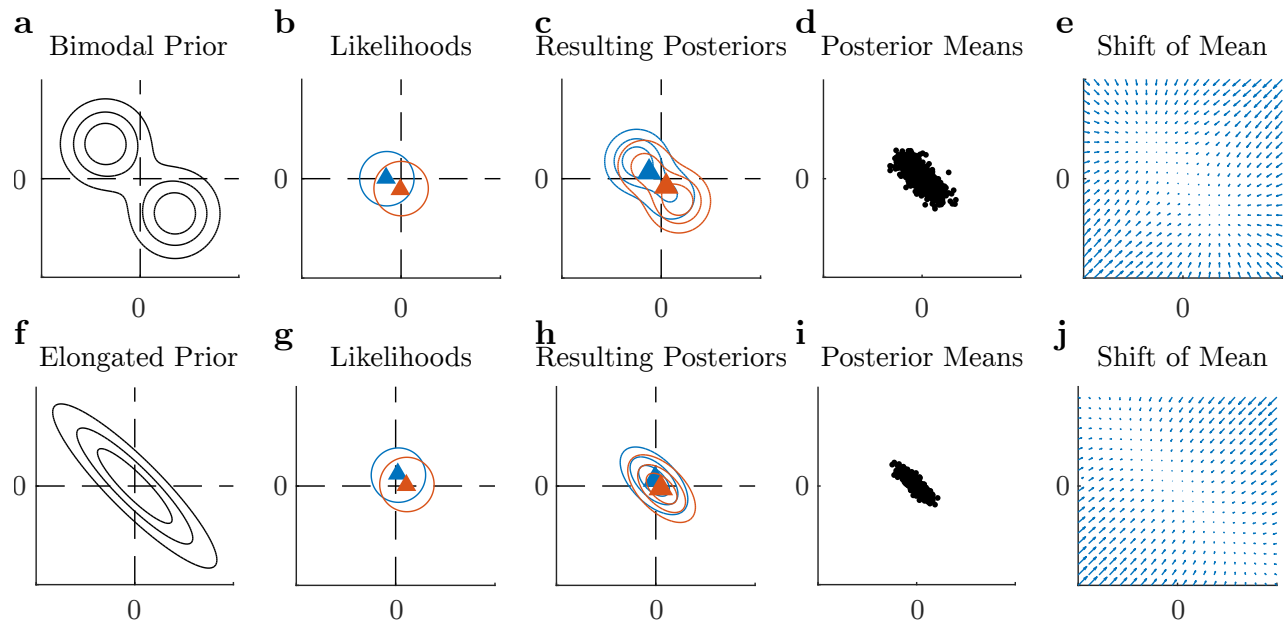 a b c d e
Bimodal Prior Likelihoods Resulting Posteriors Posterior Means Shift of Mean
0 0 0 0
0 0 0 0 0
f g h i j
Elongated Prior Likelihoods Resulting Posteriors Posterior Means Shift of Mean
0 0 0 0
0 0 0 0 0